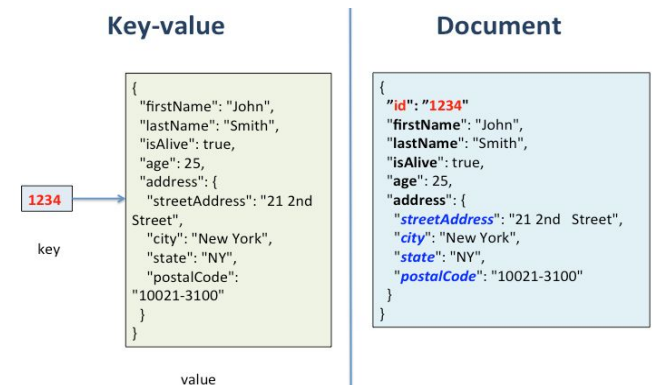 Key-value
{
"firstName": "John",
"lastName": "Smith",
"isAlive": true,
"age": 25,
"address": {
"streetAddress": "21 2nd
Street",
"city": "New York",
"state": "NY",
"postalCode":
"10021-3100"
}
}
1234
key
value
Document
{
"id": "1234"
"firstName": "John",
"lastName": "Smith",
"isAlive": true,
"age": 25,
"address": {
"streetAddress": "21 2nd   Street",
"city": "New York",
"state": "NY",
"postalCode": "10021-3100"
}
}